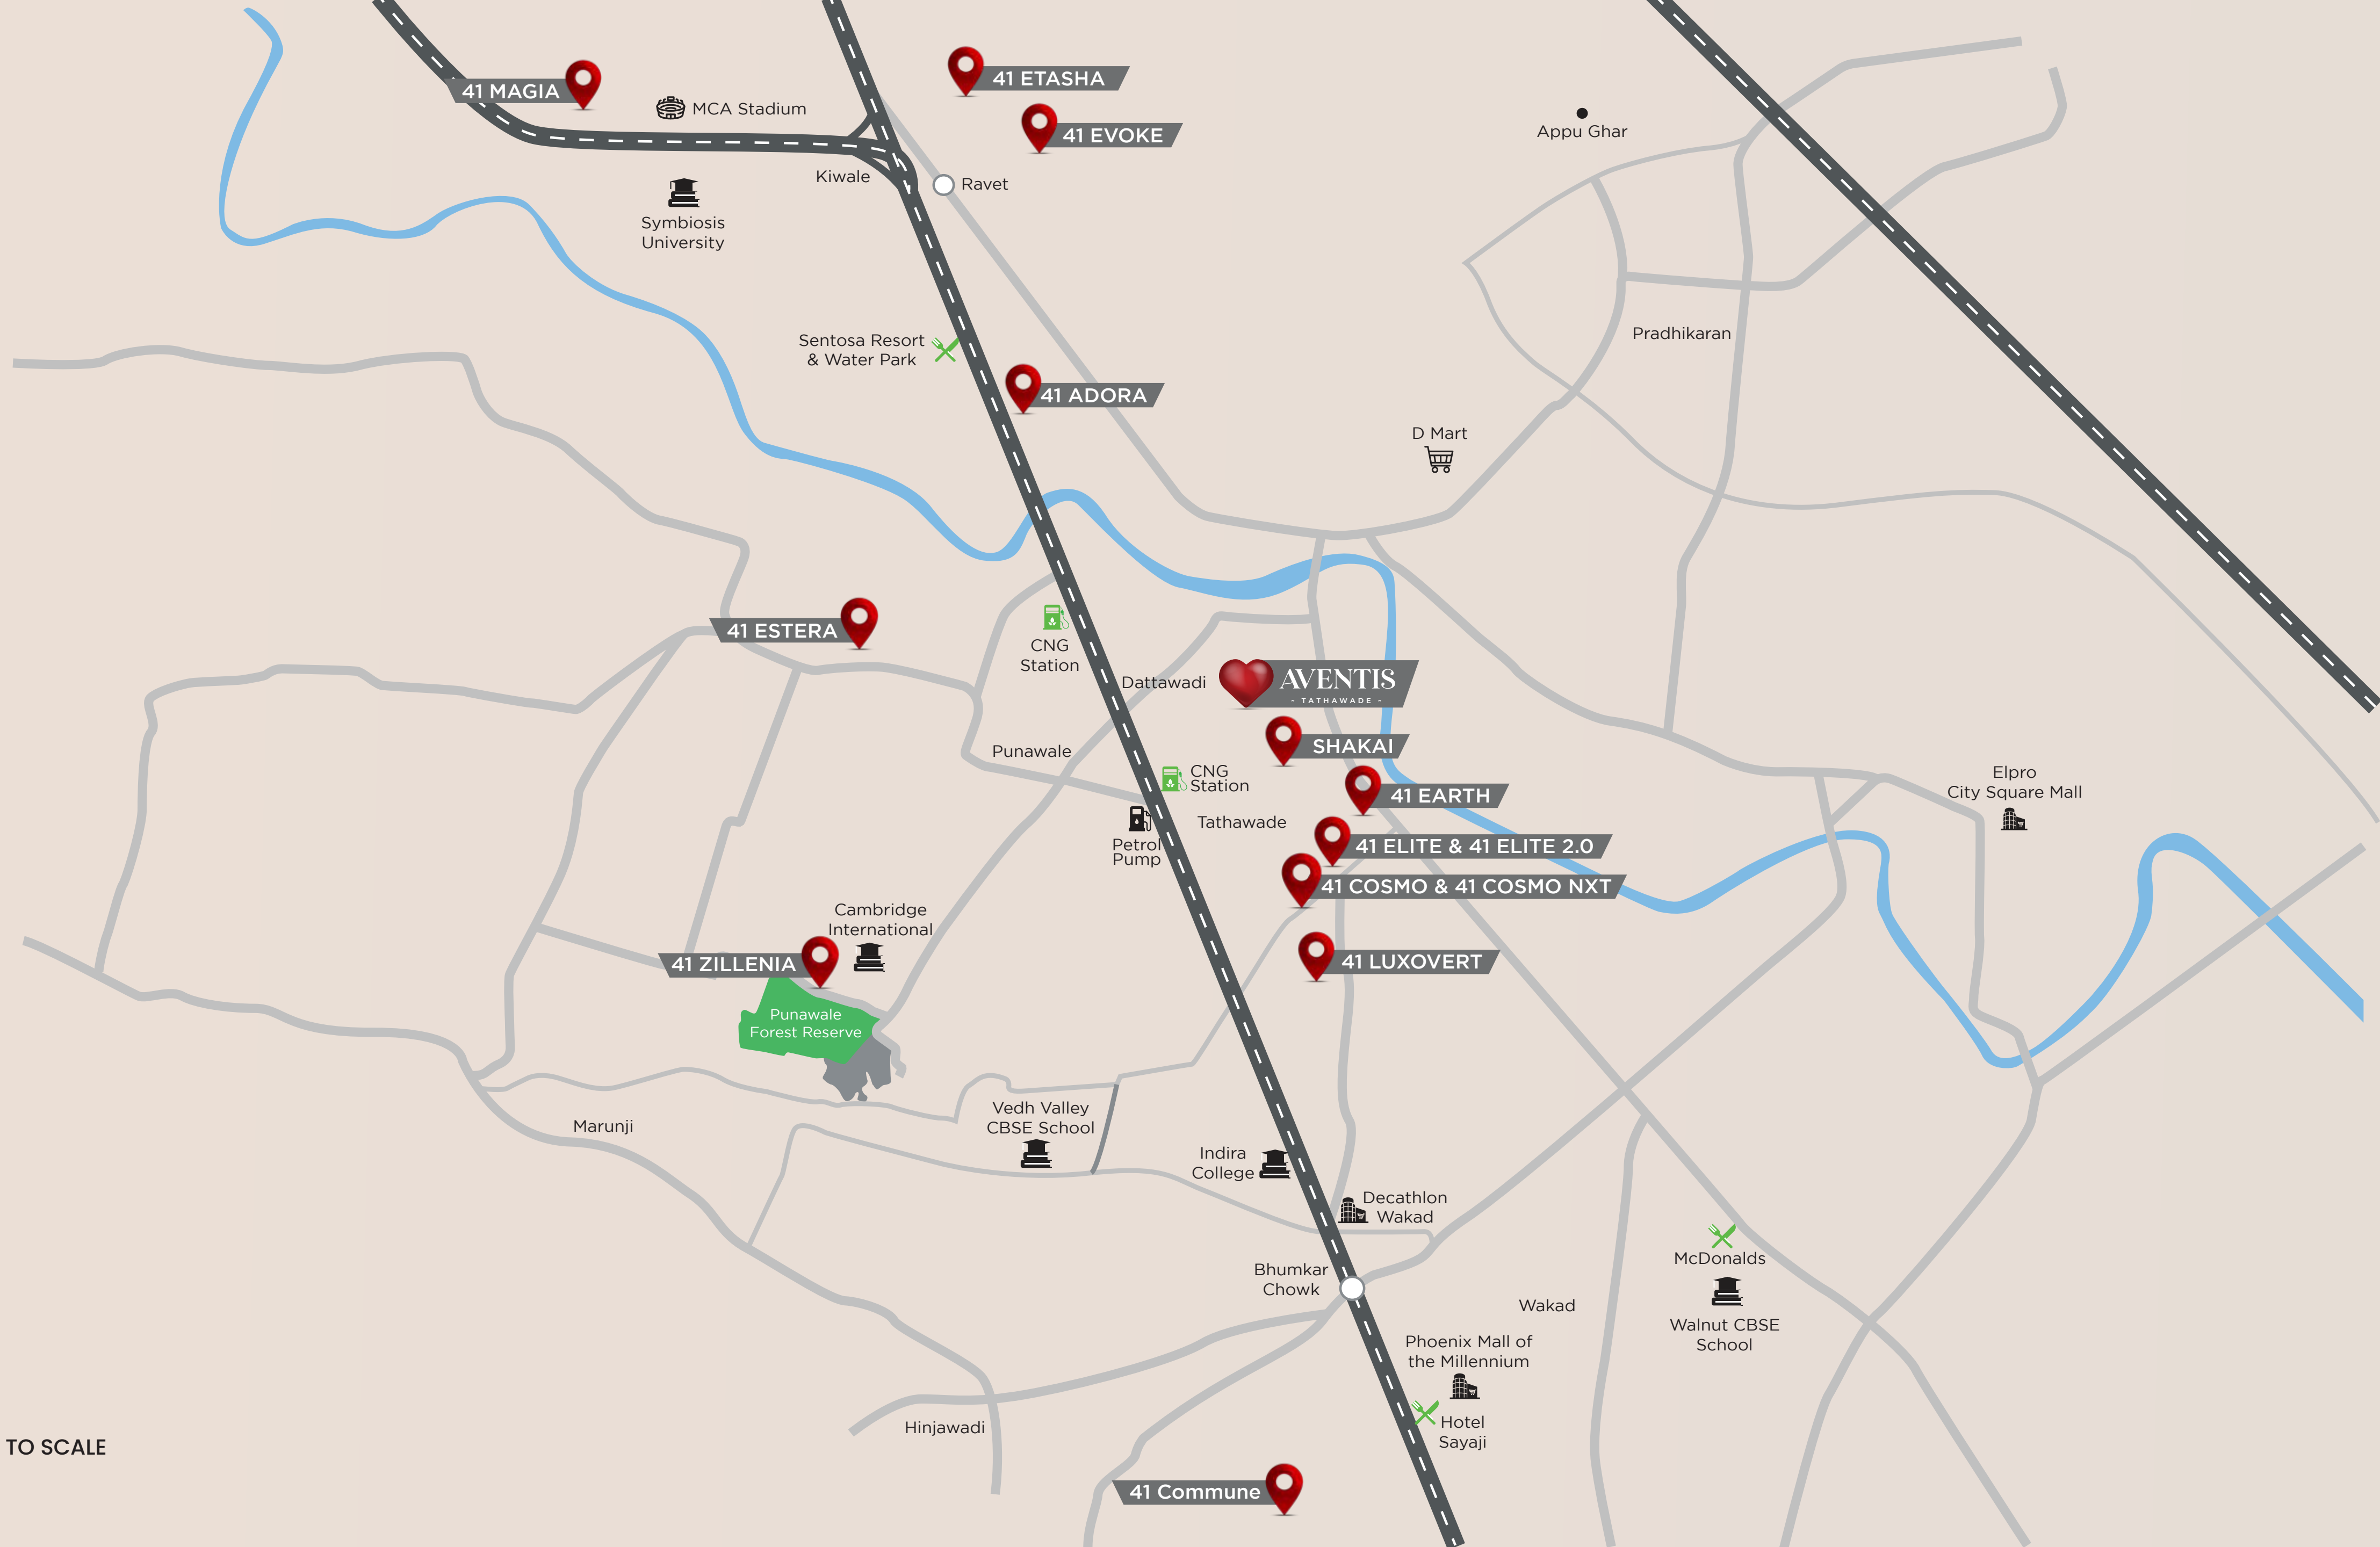 41 MAGIA
MCA Stadium
41 ETASHA
41 EVOKE
Appu Ghar
Kiwale
Ravet
Symbiosis
University
Sentosa Resort
& Water Park
Pradhikaran
41 ADORA
D Mart
41 ESTERA
CNG
Station
Dattawadi
AVENTIS
- TATHAWADE -
SHAKAI
Punawale
CNG
Station
Elpro
City Square Mall
41 EARTH
Tathawade
Petrol
Pump
41 ELITE & 41 ELITE 2.0
41 COSMO & 41 COSMO NXT
Cambridge
International
41 ZILLENIA
41 LUXOVERT
Punawale
Forest Reserve
Vedh Valley
CBSE School
Marunji
Indira
College
Decathlon
Wakad
McDonalds
Bhumkar
Chowk
Wakad
Walnut CBSE
School
Phoenix Mall of
the Millennium
Hinjawadi
Hotel
Sayaji
TO SCALE
41 Commune